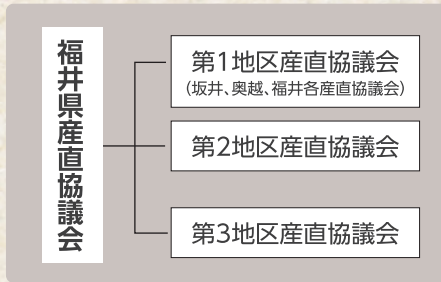 福井県産直協議会
第1地区産直協議会
(坂井、奥越、福井各産直協議会)
第2地区産直協議会
第3地区産直協議会